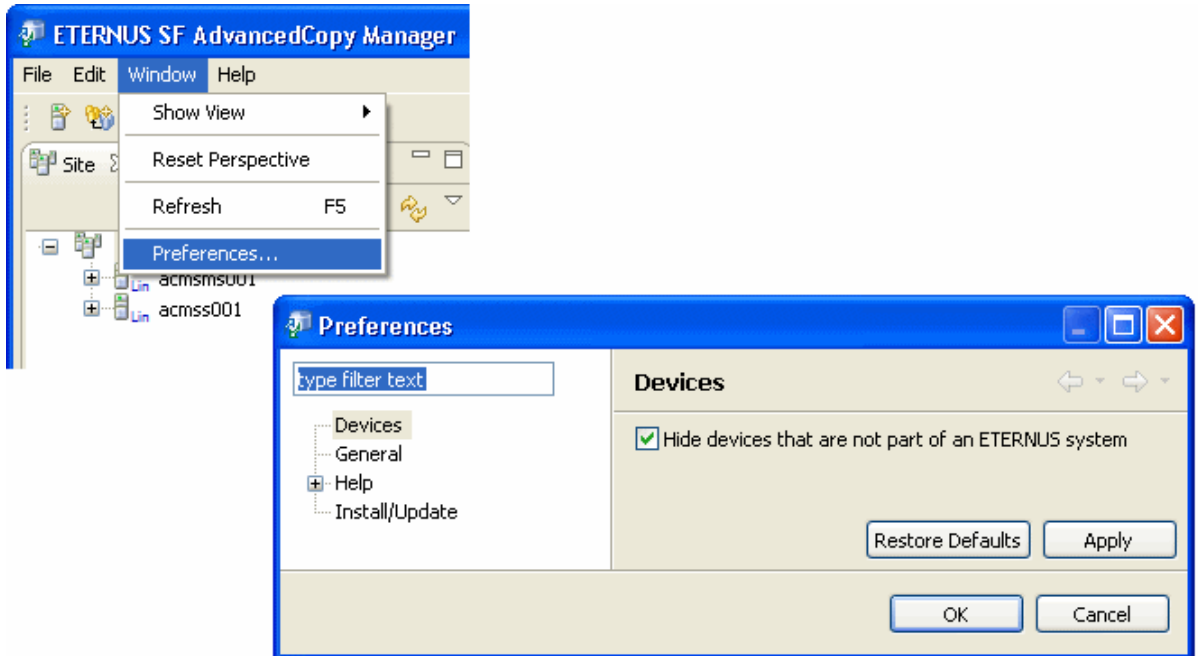 ETERNUS SF AdvancedCopy Manager
File Edit Window Help
Show View
Site
Reset Perspective
Refresh F5
Preferences...
Lin acmsms001
Lin acmss001
Preferences
type filter text
Devices
General
Help
Install/Update
Devices
Hide devices that are not part of an ETERNUS system
Restore Defaults Apply
OK Cancel